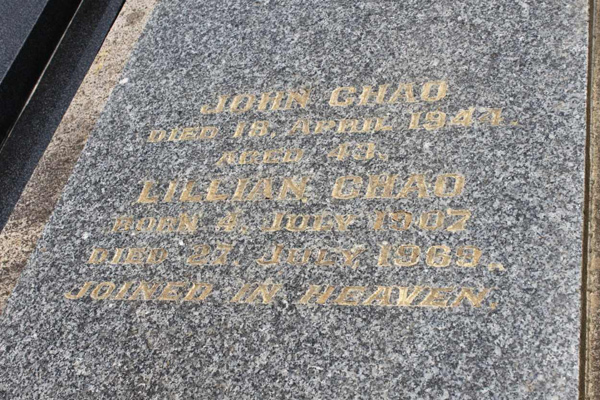 JOHN CHAO
DIED 18. APRIL 1944.
AGED 43.
LILLIAN CHAO
BORN 4. JULY 1907
DIED 27. JULY 1989.
JOINED IN HEAVEN.